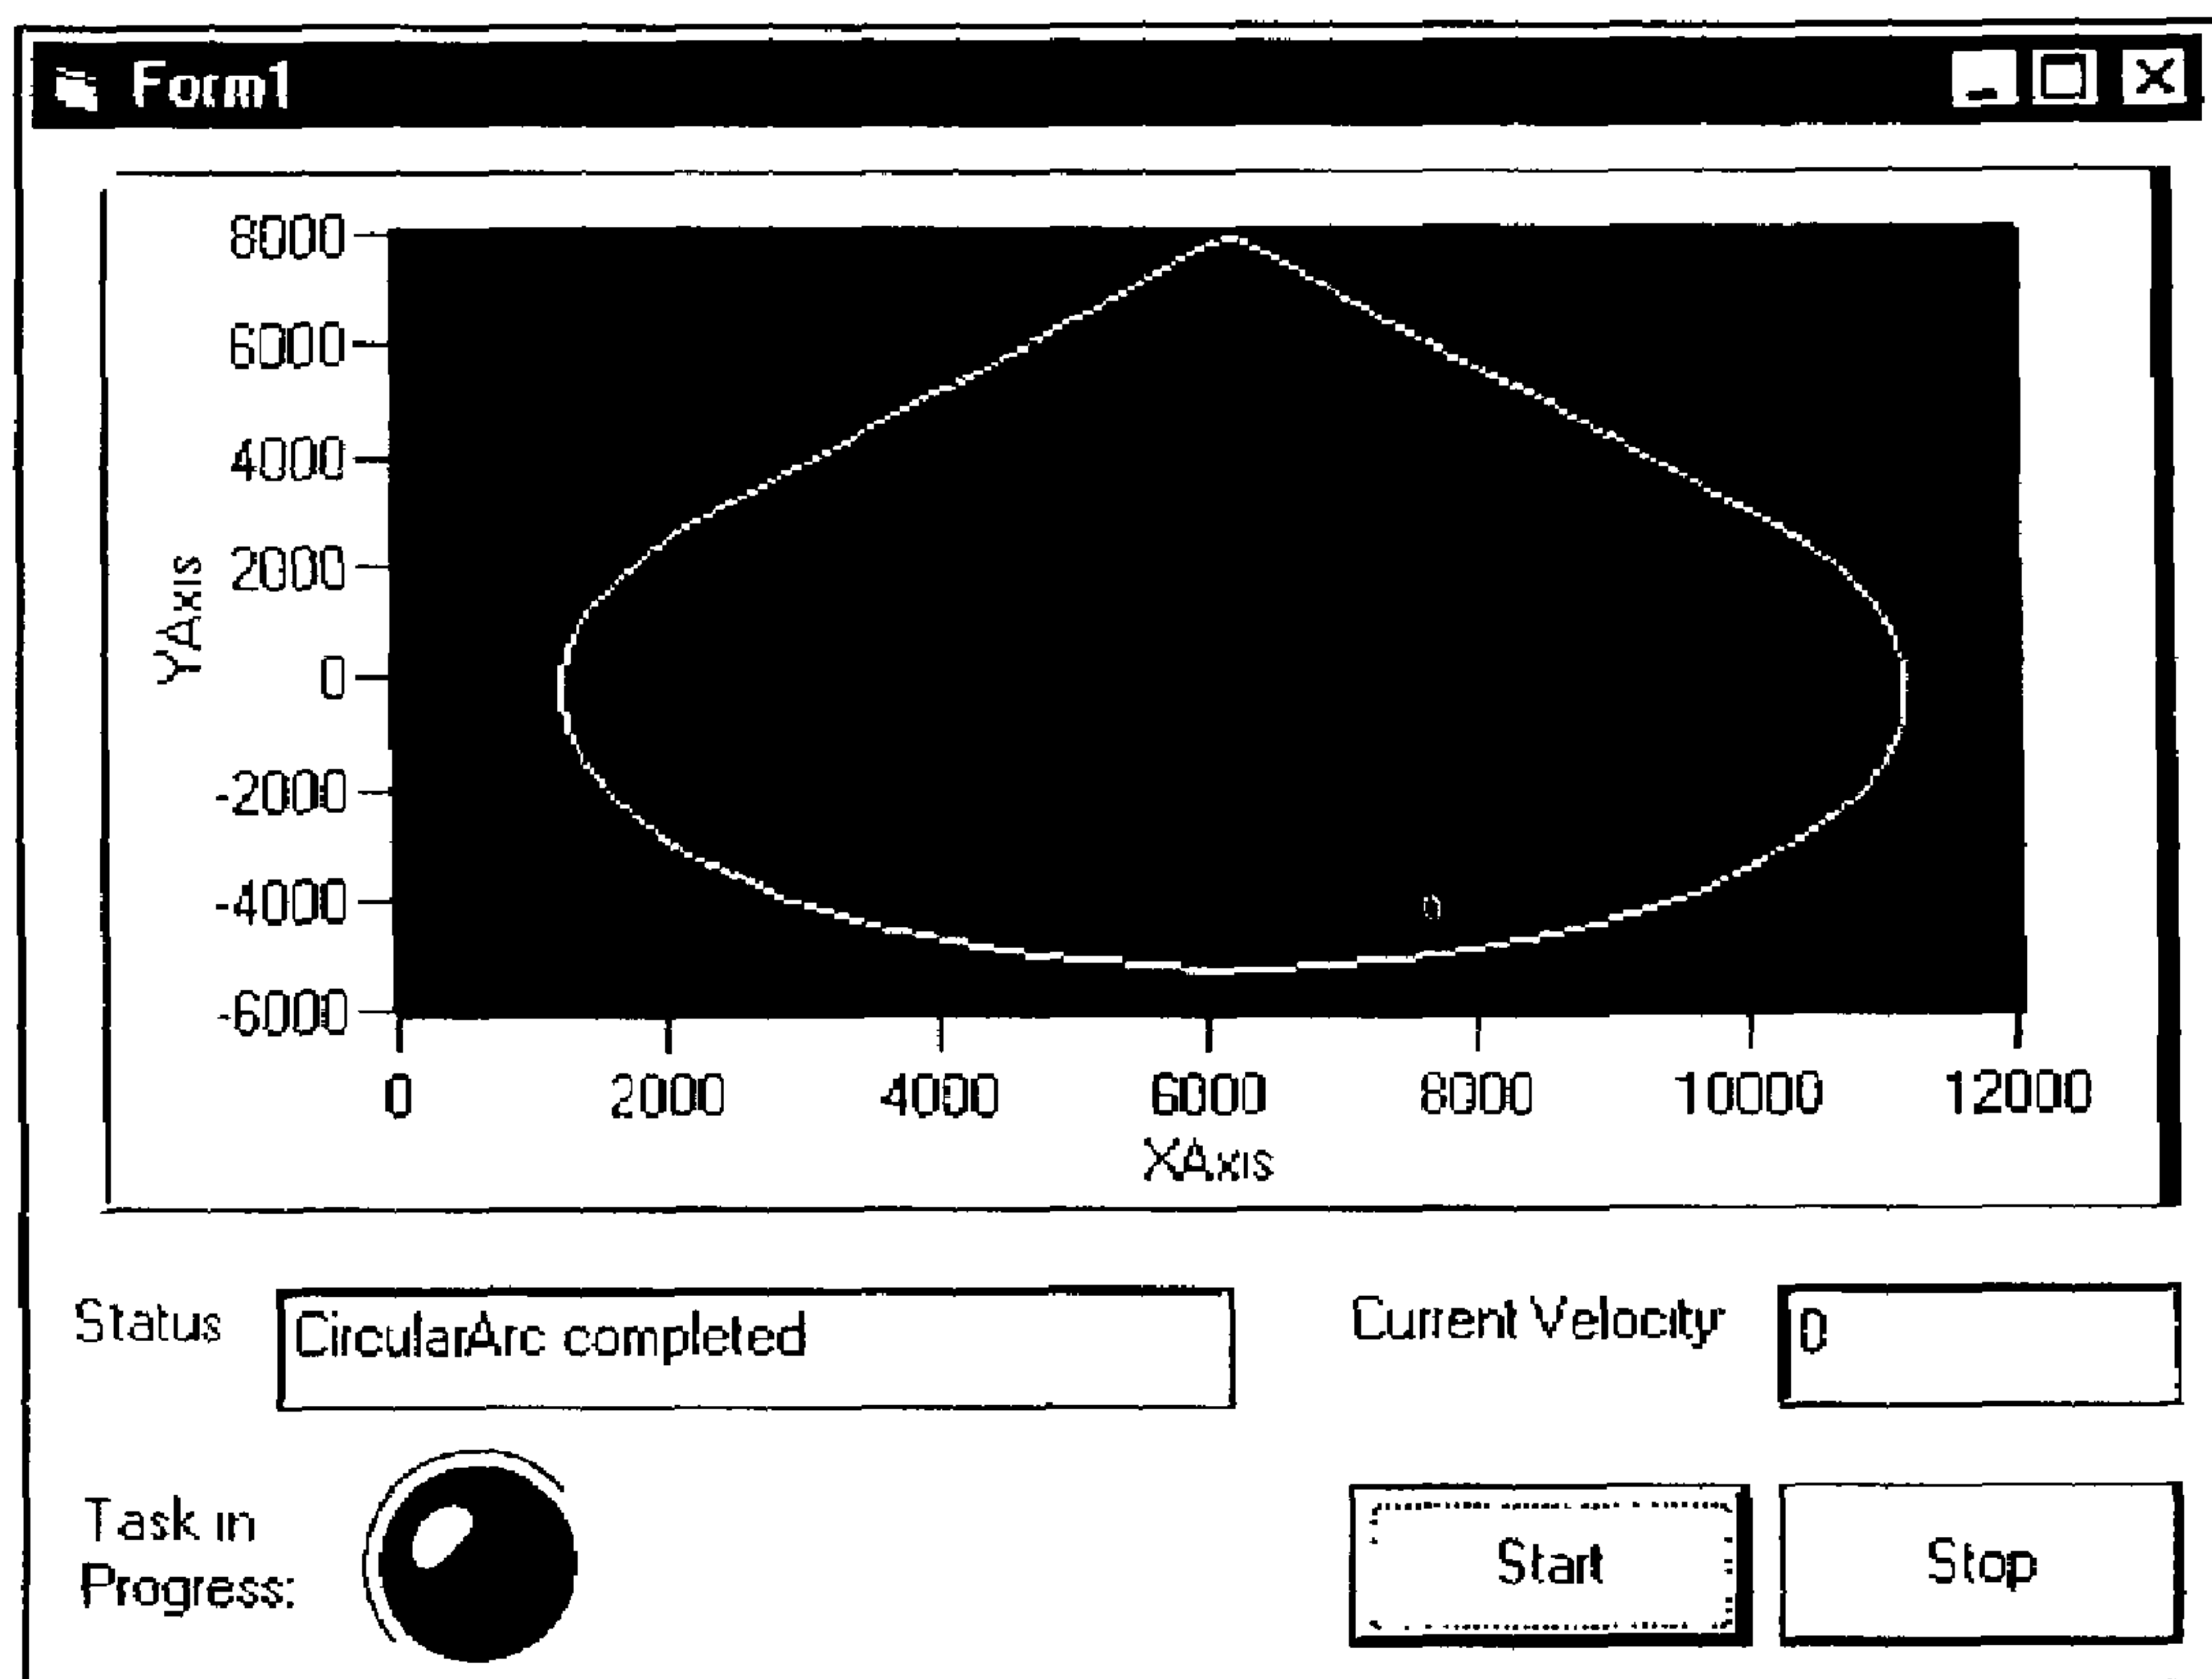 Form1
8000
6000
4000
2000
0
-2000
-4000
-6000
YAxis
0 2000 4000 6000 8000 10000 12000
XAxis
Status CircularArc completed Current Velocity 0
Task in
Progress:
Start Stop